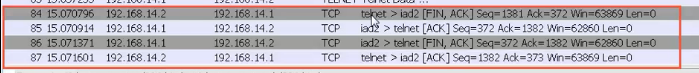 84 15.070796 192.168.14.2 192.168.14.1 TCP telnet > iad2 [FIN, ACK] Seq=1381 Ack=372 Win=63869 Len=0
85 15.070914 192.168.14.1 192.168.14.2 TCP iad2 > telnet [ACK] Seq=372 Ack=1382 Win=62860 Len=0
86 15.071371 192.168.14.1 192.168.14.2 TCP iad2 > telnet [FIN, ACK] Seq=372 Ack=1382 Win=62860 Len=0
87 15.071601 192.168.14.2 192.168.14.1 TCP telnet > iad2 [ACK] Seq=1382 Ack=373 Win=63869 Len=0